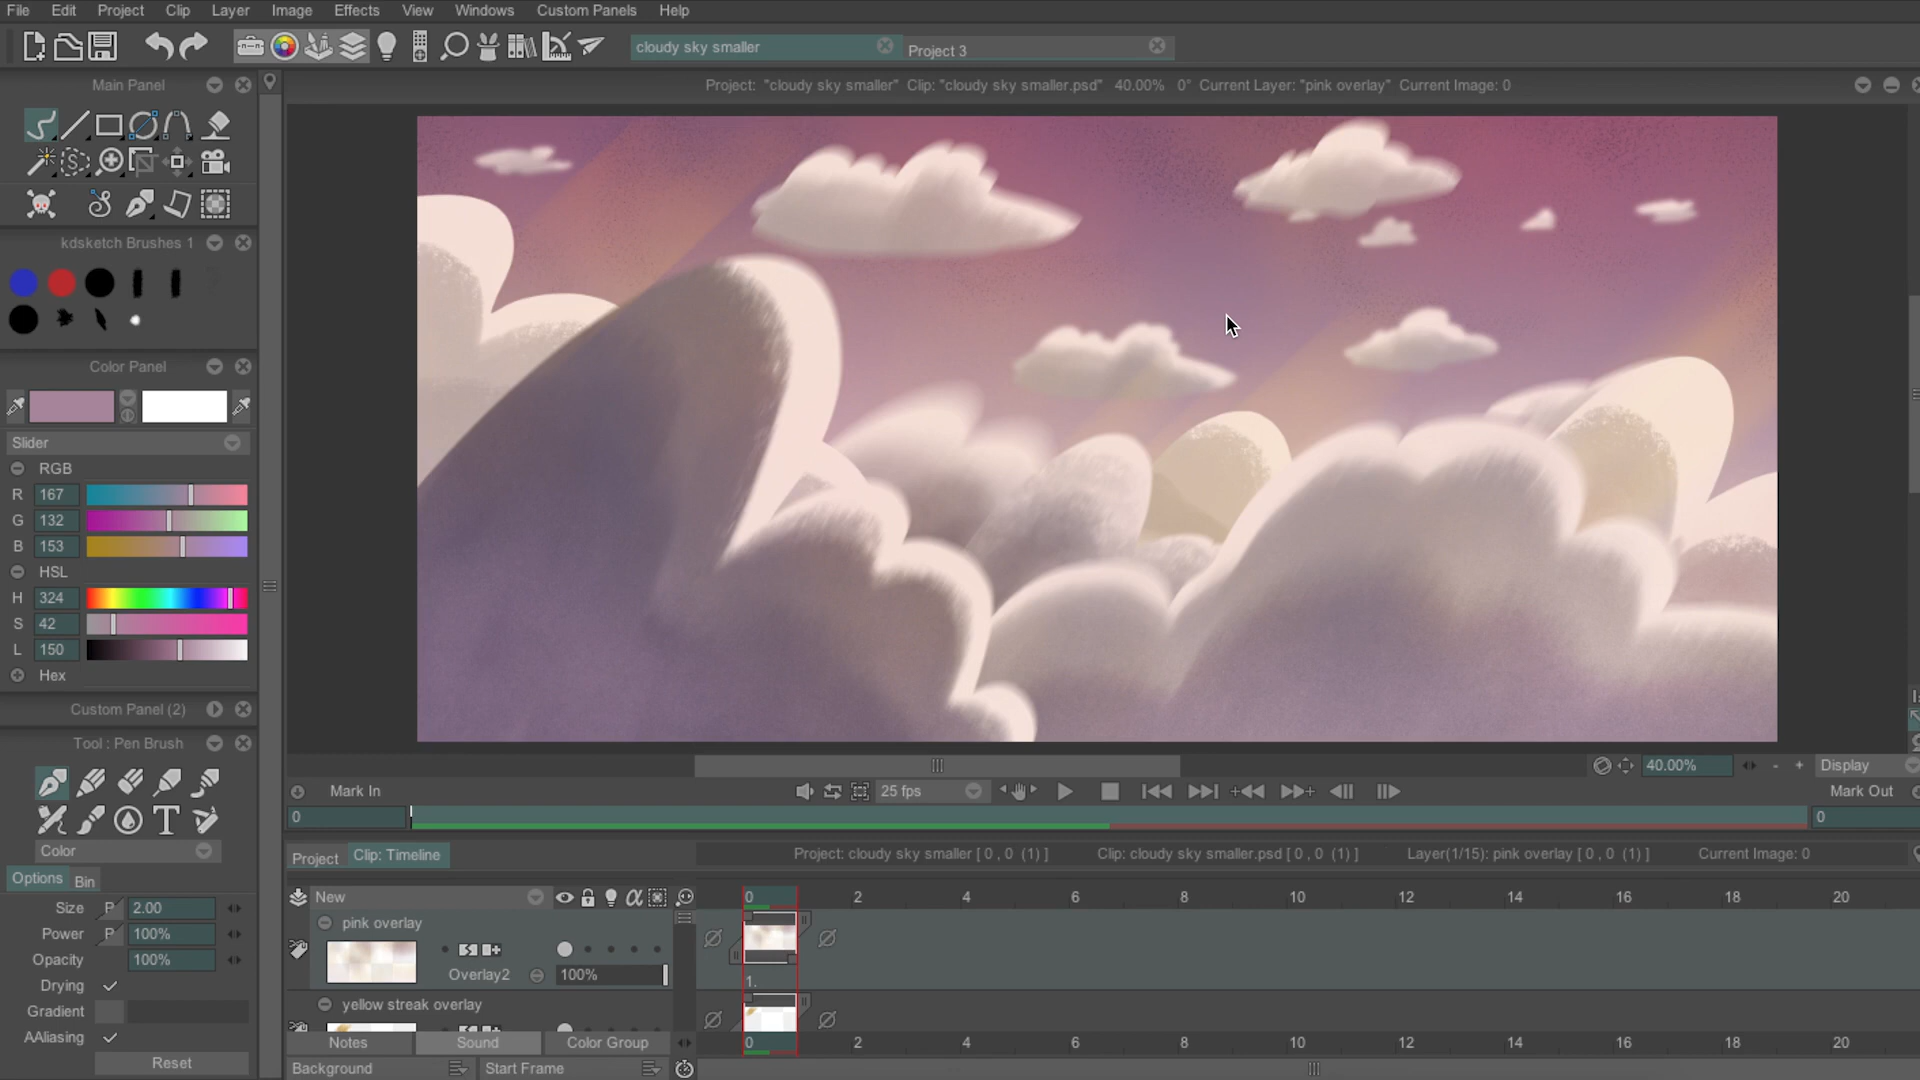 File Edit Project Clip Layer Image Effects View Windows Custom Panels Help
cloudy sky smaller
Project 3
Main Panel
Project: "cloudy sky smaller" Clip: "cloudy sky smaller.psd" 40.00% 0° Current Layer: "pink overlay" Current Image: 0
kdsketch Brushes 1
Color Panel
Slider
RGB
R 167
G 132
B 153
HSL
H 324
S 42
L 150
Hex
Custom Panel (2)
Tool : Pen Brush
Color
Options Bin
Size P 2.00
Power P 100%
Opacity 100%
Drying
Gradient
AAliasing
Reset
40.00% - + Display
Mark In 25 fps Mark Out
0 0
Project Clip: Timeline
Project: cloudy sky smaller [ 0 , 0 (1) ] Clip: cloudy sky smaller.psd [ 0 , 0 (1) ] Layer(1/15): pink overlay [ 0 , 0 (1) ] Current Image: 0
New 0 2 4 6 8 10 12 14 16 18 20
pink overlay
Overlay2 100%
1.
yellow streak overlay
Notes Sound Color Group 0 2 4 6 8 10 12 14 16 18 20
Background Start Frame